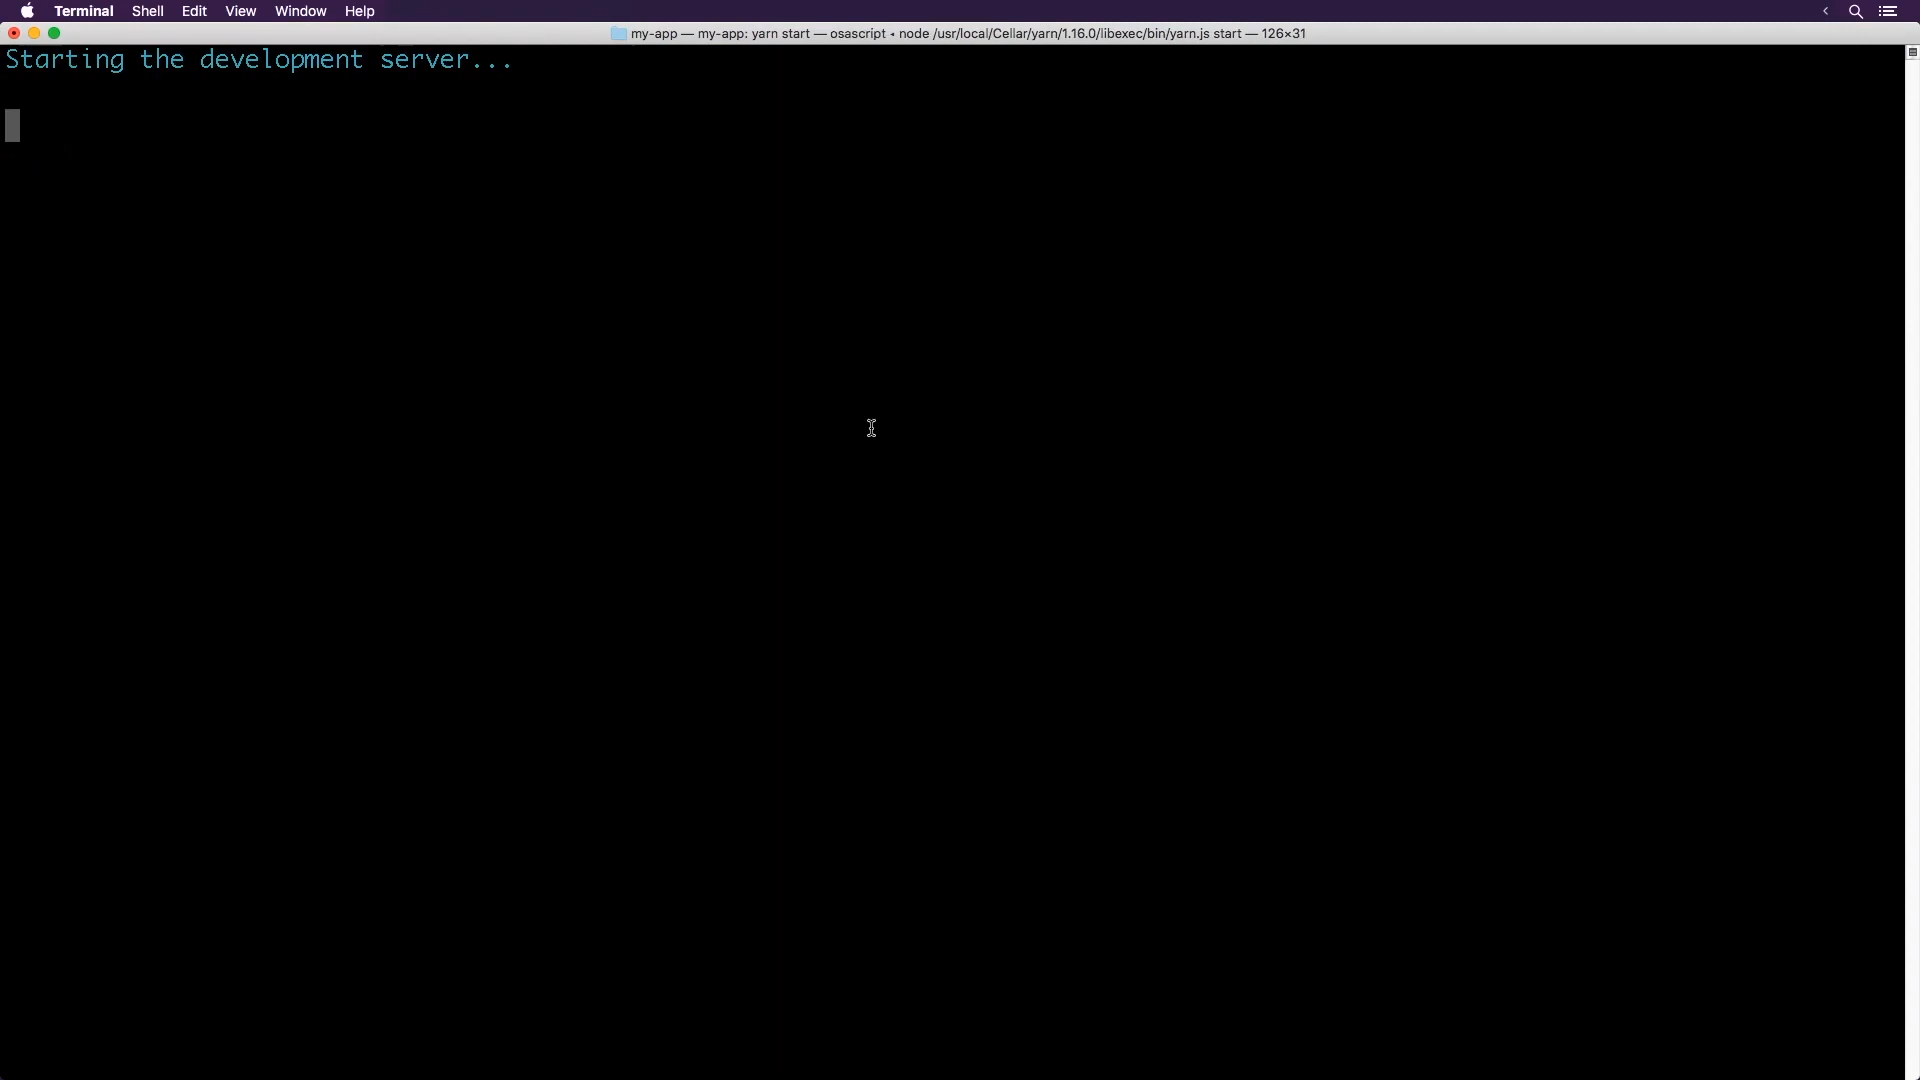 Terminal Shell Edit View Window Help
my-app — my-app: yarn start — osascript ◂ node /usr/local/Cellar/yarn/1.16.0/libexec/bin/yarn.js start — 126×31
Starting the development server...